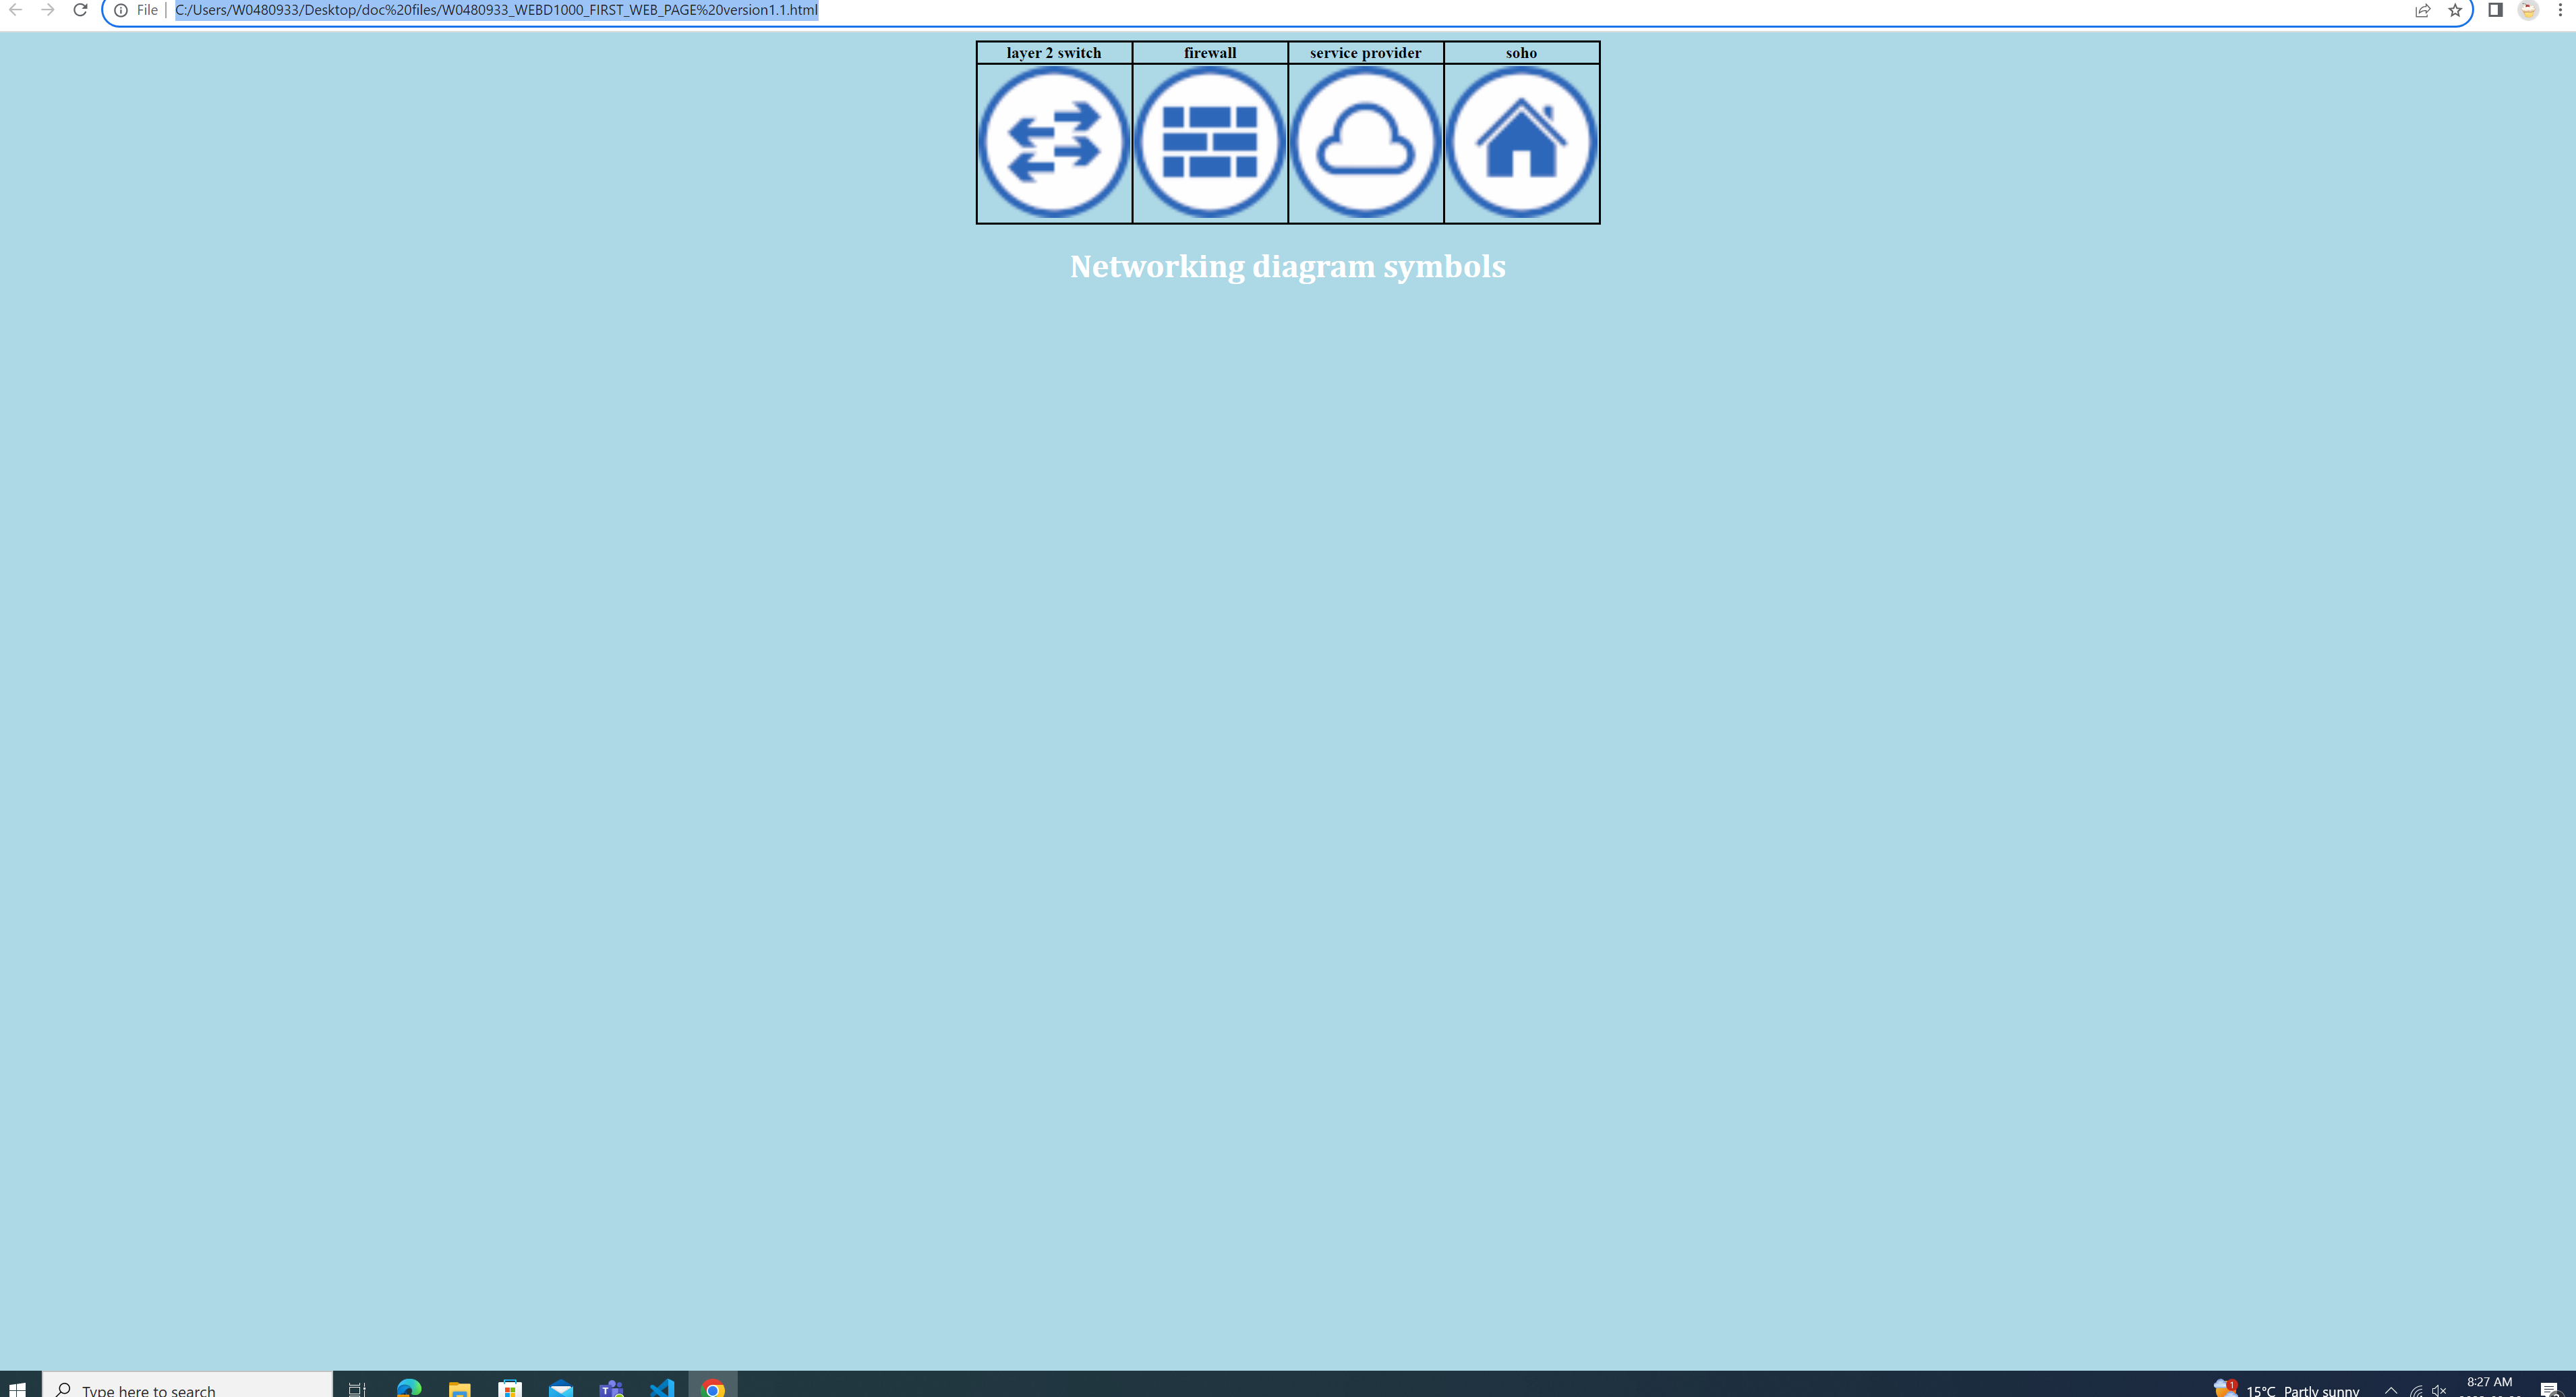 File | C:/Users/W0480933/Desktop/doc%20files/W0480933_WEBD1000_FIRST_WEB_PAGE%20version1.1.html
layer 2 switch firewall service provider soho
Networking diagram symbols
Type here to search
1
15°C Partly sunny
8:27 AM